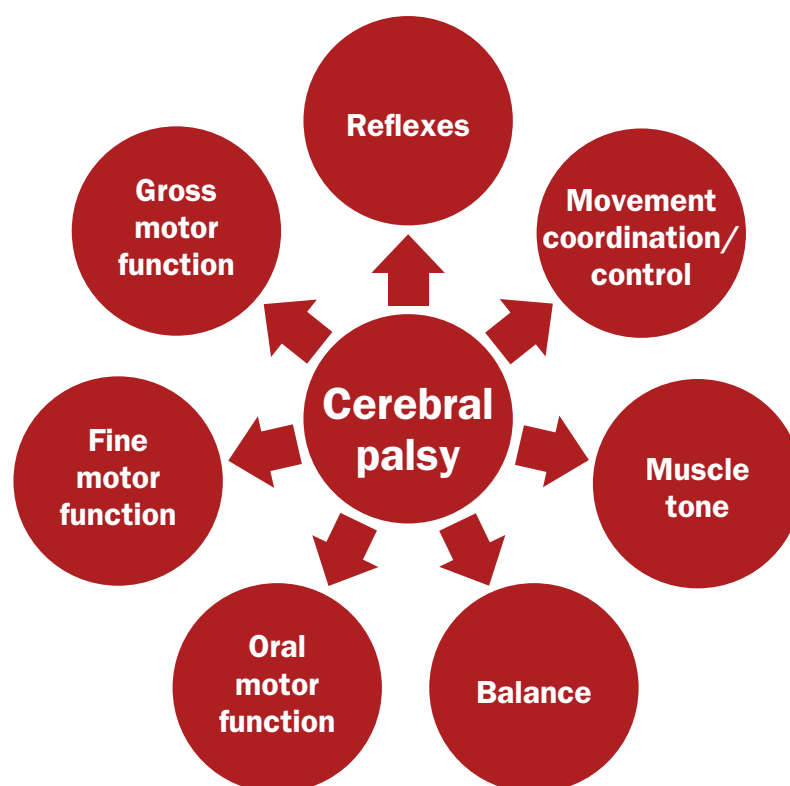 Reflexes
Movement
coordination/
control
Muscle
tone
Balance
Oral
motor
function
Fine
motor
function
Gross
motor
function
Cerebral
palsy